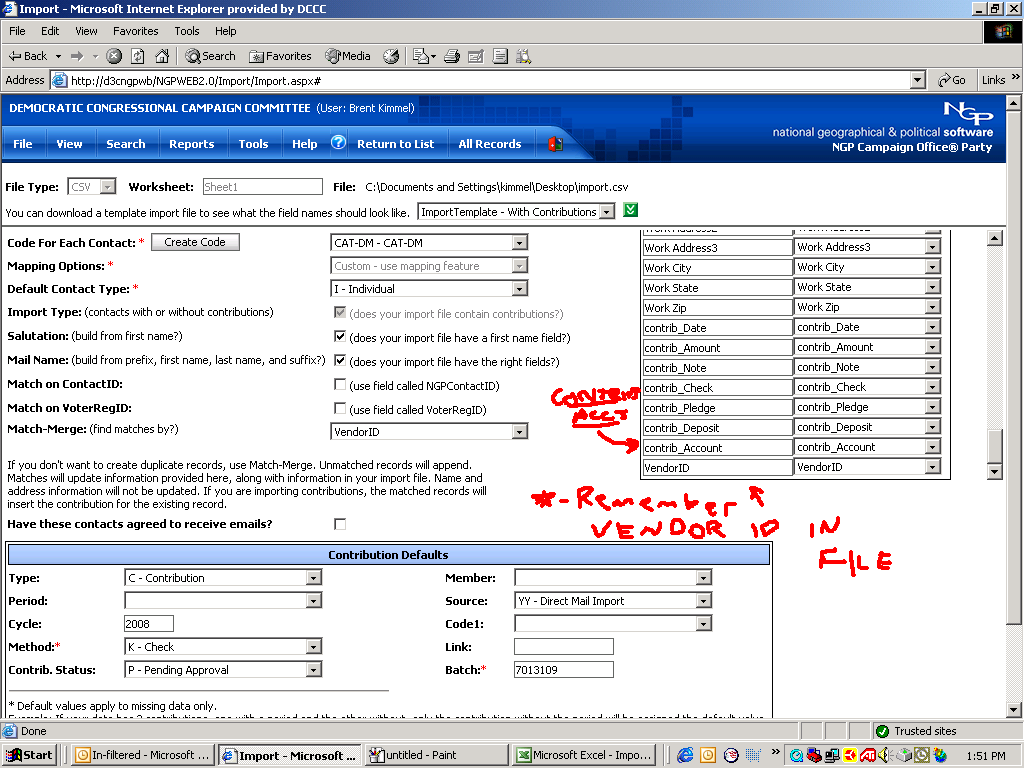 Import - Microsoft Internet Explorer provided by DCCC
File Edit View Favorites Tools Help
Back Search Favorites Media
Address http://d3cngpwb/NGPWEB2.0/Import/Import.aspx# Go Links »
DEMOCRATIC CONGRESSIONAL CAMPAIGN COMMITTEE (User: Brent Kimmel)
NGP
national geographical & political software
NGP Campaign Office® Party
File View Search Reports Tools Help Return to List All Records
File Type: CSV Worksheet: Sheet1 File: C:\Documents and Settings\kimmel\Desktop\import.csv
You can download a template import file to see what the field names should look like. ImportTemplate - With Contributions
Code For Each Contact: * Create Code CAT-DM - CAT-DM
Mapping Options: * Custom - use mapping feature
Default Contact Type: * I - Individual
Import Type: (contacts with or without contributions) (does your import file contain contributions?)
Salutation: (build from first name?) (does your import file have a first name field?)
Mail Name: (build from prefix, first name, last name, and suffix?) (does your import file have the right fields?)
Match on ContactID: (use field called NGPContactID)
Match on VoterRegID: (use field called VoterRegID)
Match-Merge: (find matches by?) VendorID
Work Address3 Work Address3
Work City Work City
Work State Work State
Work Zip Work Zip
contrib_Date contrib_Date
contrib_Amount contrib_Amount
contrib_Note contrib_Note
contrib_Check contrib_Check
contrib_Pledge contrib_Pledge
contrib_Deposit contrib_Deposit
contrib_Account contrib_Account
VendorID VendorID
ACCT
*-Remember
VENDOR ID IN
FILE
If you don't want to create duplicate records, use Match-Merge. Unmatched records will append.
Matches will update information provided here, along with information in your import file. Name and
address information will not be updated. If you are importing contributions, the matched records will
insert the contribution for the existing record.
Have these contacts agreed to receive emails?
Contribution Defaults
Type: C - Contribution Member:
Period: Source: YY - Direct Mail Import
Cycle: 2008 Code1:
Method:* K - Check Link:
Contrib. Status: P - Pending Approval Batch:* 7013109
* Default values apply to missing data only.
Done Trusted sites
Start In-filtered - Microsoft ... Import - Microsoft ... untitled - Paint Microsoft Excel - Impo... » 1:51 PM